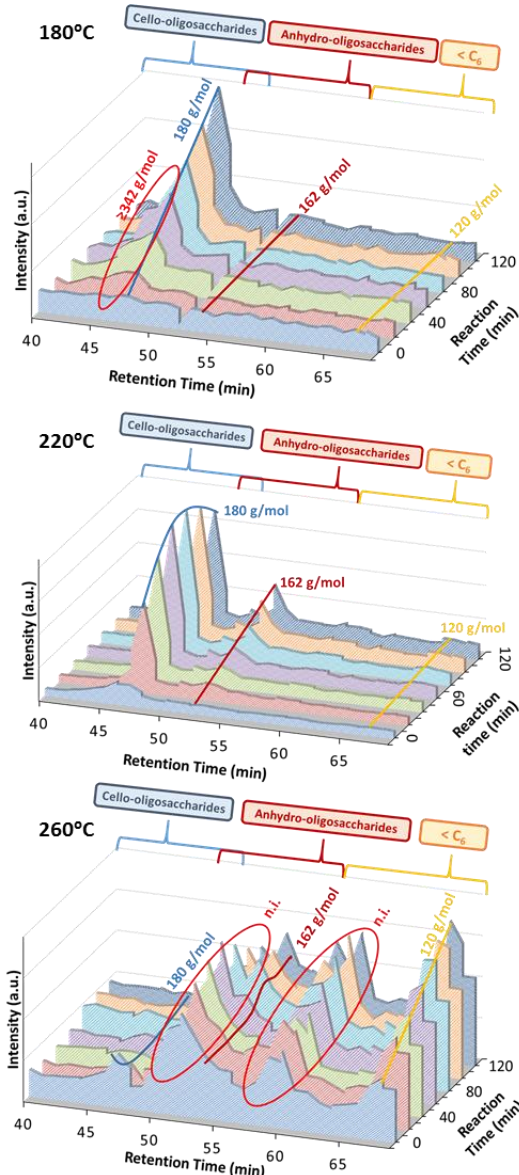 180°C
Cello-oligosaccharides
Anhydro-oligosaccharides
< C6
≥342 g/mol
180 g/mol
162 g/mol
120 g/mol
Intensity (a.u.)
40
45
50
55
60
65
Retention Time (min)
0
40
80
120
Reaction
Time (min)
220°C
Cello-oligosaccharides
Anhydro-oligosaccharides
< C6
180 g/mol
162 g/mol
120 g/mol
Intensity (a.u.)
40
45
50
55
60
65
Retention Time (min)
0
60
120
Reaction
time (min)
260°C
Cello-oligosaccharides
Anhydro-oligosaccharides
< C6
180 g/mol
n.i.
162 g/mol
n.i.
120 g/mol
Intensity (a.u.)
40
45
50
55
60
65
Retention Time (min)
0
40
80
120
Reaction
Time (min)